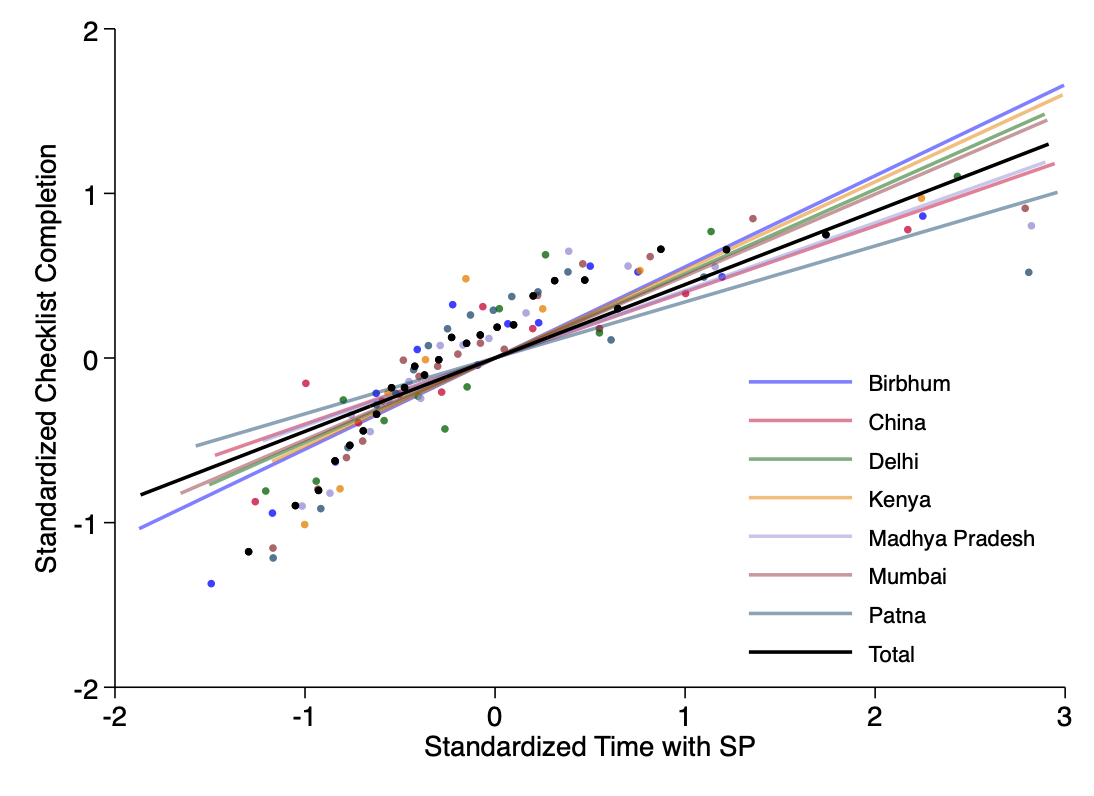 2
1
0
-1
-2
Standardized Checklist Completion
Birbhum
China
Delhi
Kenya
Madhya Pradesh
Mumbai
Patna
Total
-2 -1 0 1 2 3
Standardized Time with SP